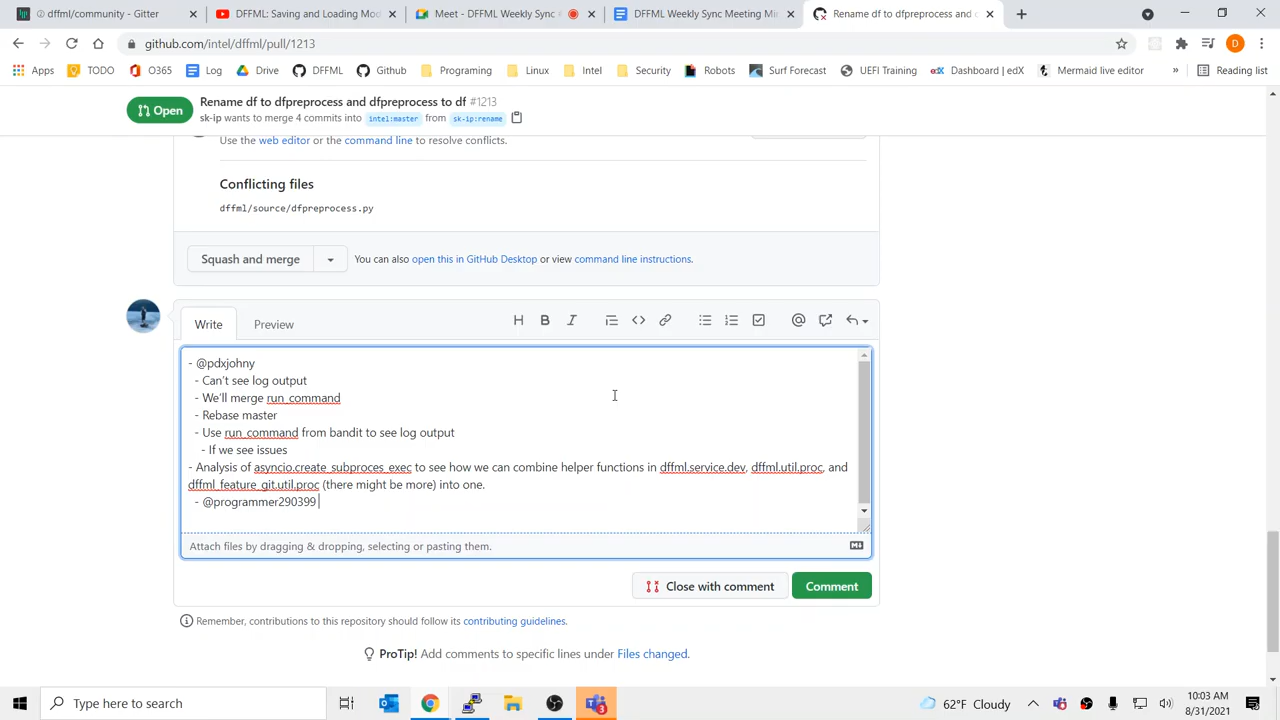 dffml/community - Gitter
DFFML: Saving and Loading Mo
Meet - DFFML Weekly Sync
DFFML Weekly Sync Meeting Mi
Rename df to dfpreprocess and d
github.com/intel/dffml/pull/1213
Apps
TODO
O365
Log
Drive
DFFML
Github
Programing
Linux
Intel
Security
Robots
Surf Forecast
UEFI Training
Dashboard | edX
Mermaid live editor
»
Reading list
Open
Rename df to dfpreprocess and dfpreprocess to df #1213
sk-ip wants to merge 4 commits into intel:master from sk-ip:rename
Use the web editor or the command line to resolve conflicts.
Conflicting files
dffml/source/dfpreprocess.py
Squash and merge
You can also open this in GitHub Desktop or view command line instructions.
Write
Preview
- @pdxjohny
- Can't see log output
- We'll merge run_command
- Rebase master
- Use run_command from bandit to see log output
- If we see issues
- Analysis of asyncio.create_subproces_exec to see how we can combine helper functions in dffml.service.dev, dffml.util.proc, and
dffml_feature_git.util.proc (there might be more) into one.
- @programmer290399
Attach files by dragging & dropping, selecting or pasting them.
Close with comment
Comment
Remember, contributions to this repository should follow its contributing guidelines.
ProTip! Add comments to specific lines under Files changed.
Type here to search
3
62°F Cloudy
10:03 AM
8/31/2021